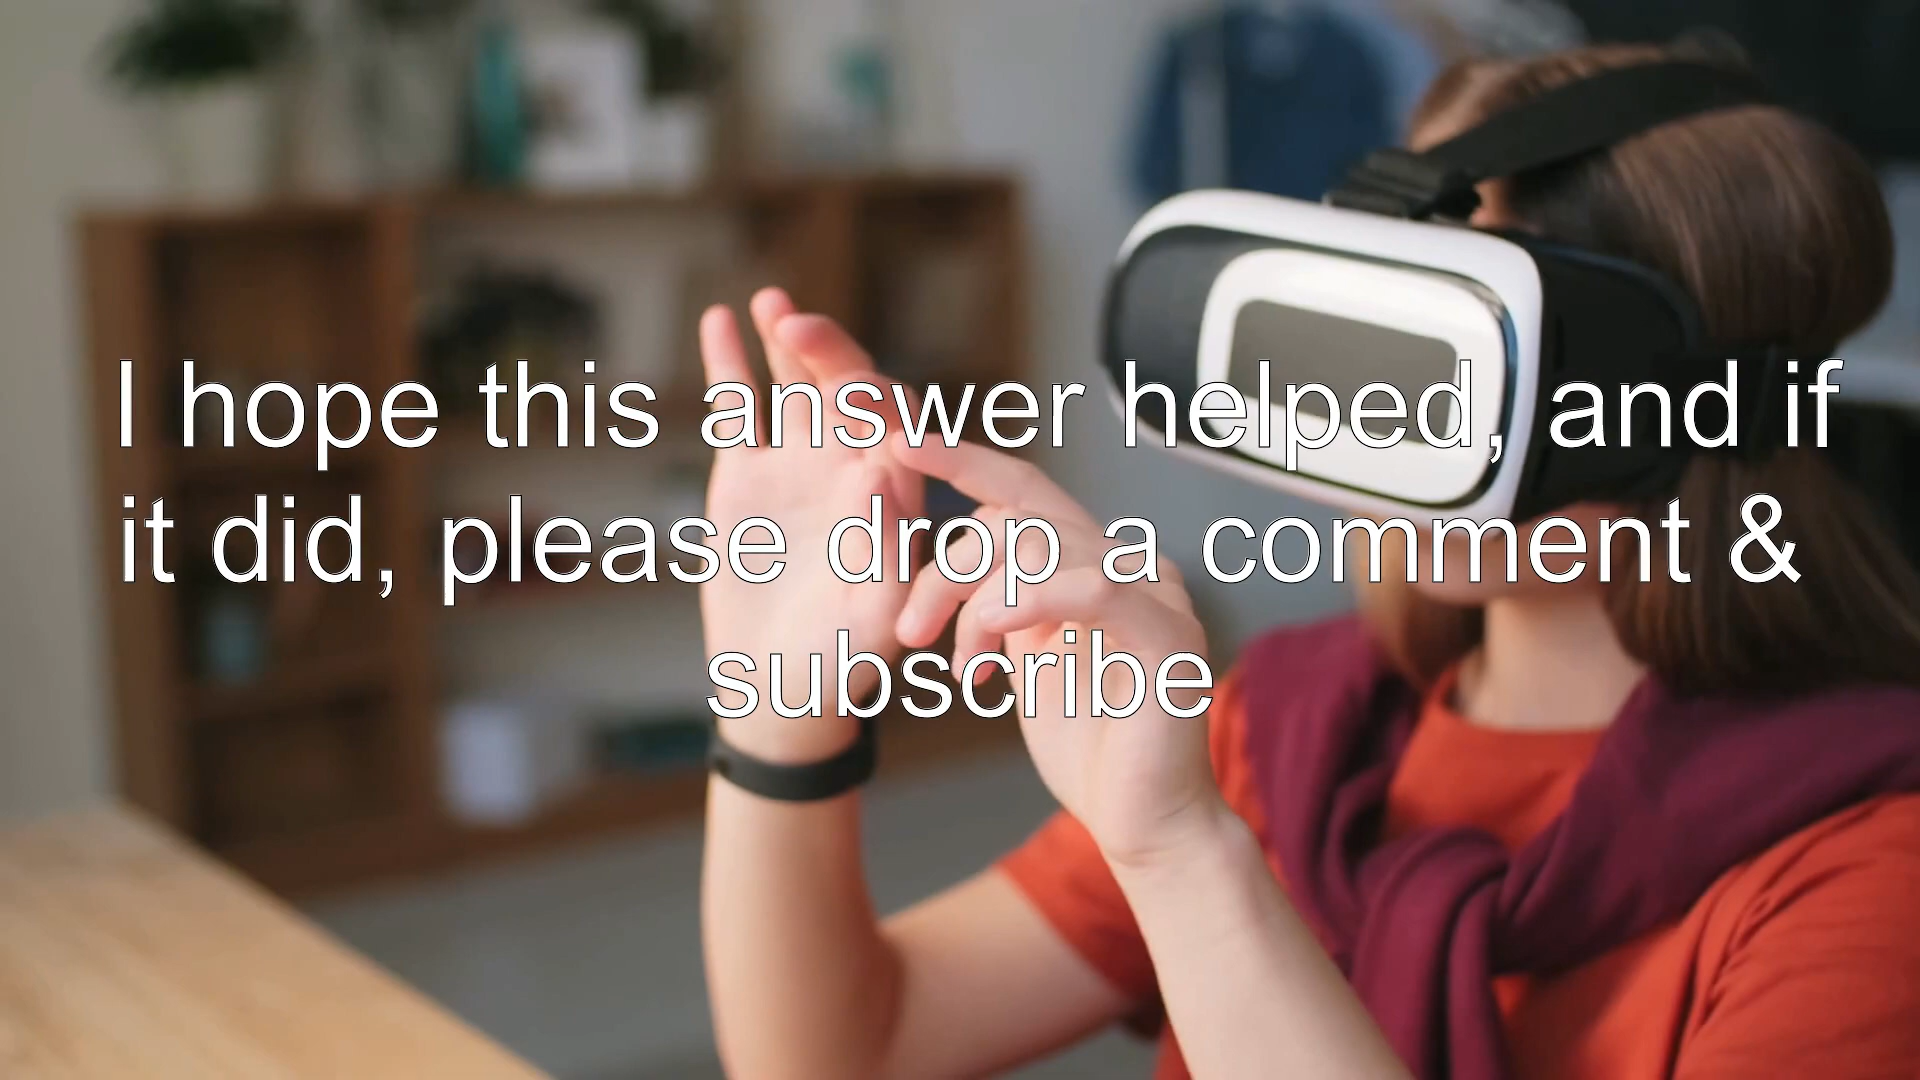 I hope this answer helped, and if
it did, please drop a comment &
subscribe